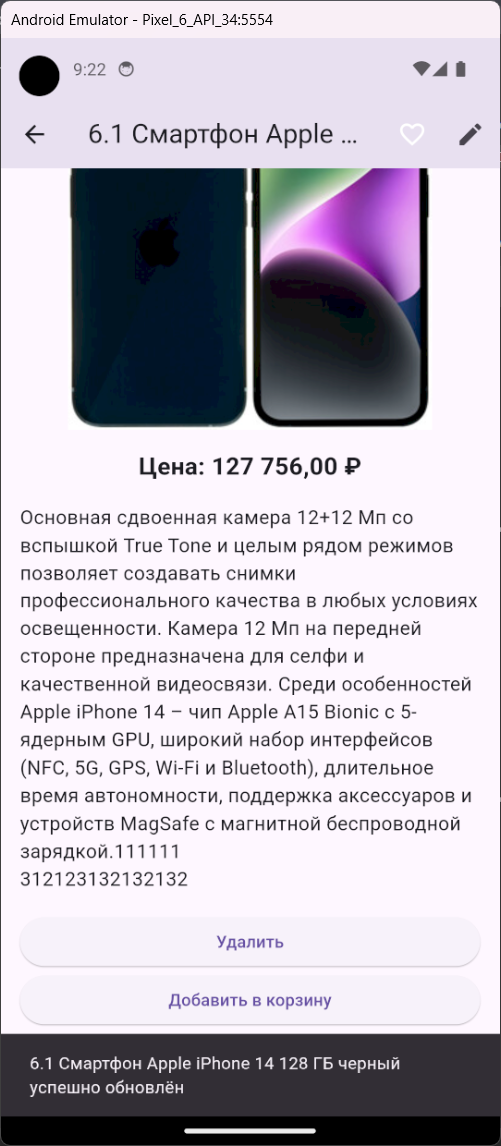 Android Emulator - Pixel_6_API_34:5554
9:22
6.1 Смартфон Apple ...
Цена: 127 756,00 ₽
Основная сдвоенная камера 12+12 Мп со
вспышкой True Tone и целым рядом режимов
позволяет создавать снимки
профессионального качества в любых условиях
освещенности. Камера 12 Мп на передней
стороне предназначена для селфи и
качественной видеосвязи. Среди особенностей
Apple iPhone 14 – чип Apple A15 Bionic с 5-
ядерным GPU, широкий набор интерфейсов
(NFC, 5G, GPS, Wi-Fi и Bluetooth), длительное
время автономности, поддержка аксессуаров и
устройств MagSafe с магнитной беспроводной
зарядкой.111111
312123132132132
Удалить
Добавить в корзину
6.1 Смартфон Apple iPhone 14 128 ГБ черный
успешно обновлён